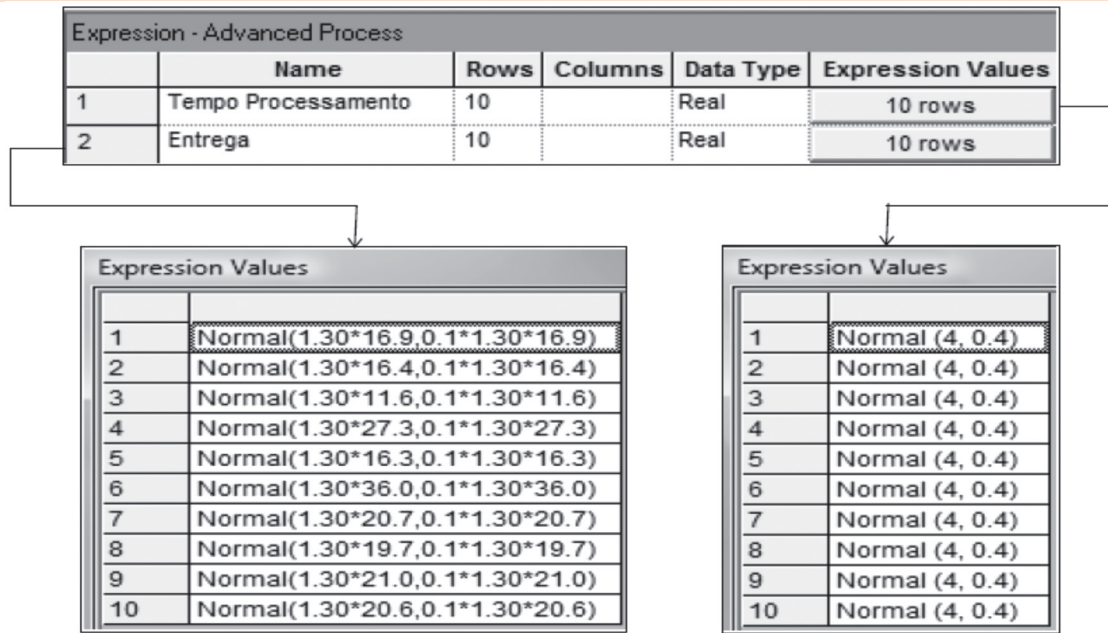 Expression - Advanced Process
Name Rows Columns Data Type Expression Values
1 Tempo Processamento 10 Real 10 rows
2 Entrega 10 Real 10 rows
Expression Values
1 Normal(1.30*16.9,0.1*1.30*16.9)
2 Normal(1.30*16.4,0.1*1.30*16.4)
3 Normal(1.30*11.6,0.1*1.30*11.6)
4 Normal(1.30*27.3,0.1*1.30*27.3)
5 Normal(1.30*16.3,0.1*1.30*16.3)
6 Normal(1.30*36.0,0.1*1.30*36.0)
7 Normal(1.30*20.7,0.1*1.30*20.7)
8 Normal(1.30*19.7,0.1*1.30*19.7)
9 Normal(1.30*21.0,0.1*1.30*21.0)
10 Normal(1.30*20.6,0.1*1.30*20.6)
Expression Values
1 Normal (4, 0.4)
2 Normal (4, 0.4)
3 Normal (4, 0.4)
4 Normal (4, 0.4)
5 Normal (4, 0.4)
6 Normal (4, 0.4)
7 Normal (4, 0.4)
8 Normal (4, 0.4)
9 Normal (4, 0.4)
10 Normal (4, 0.4)